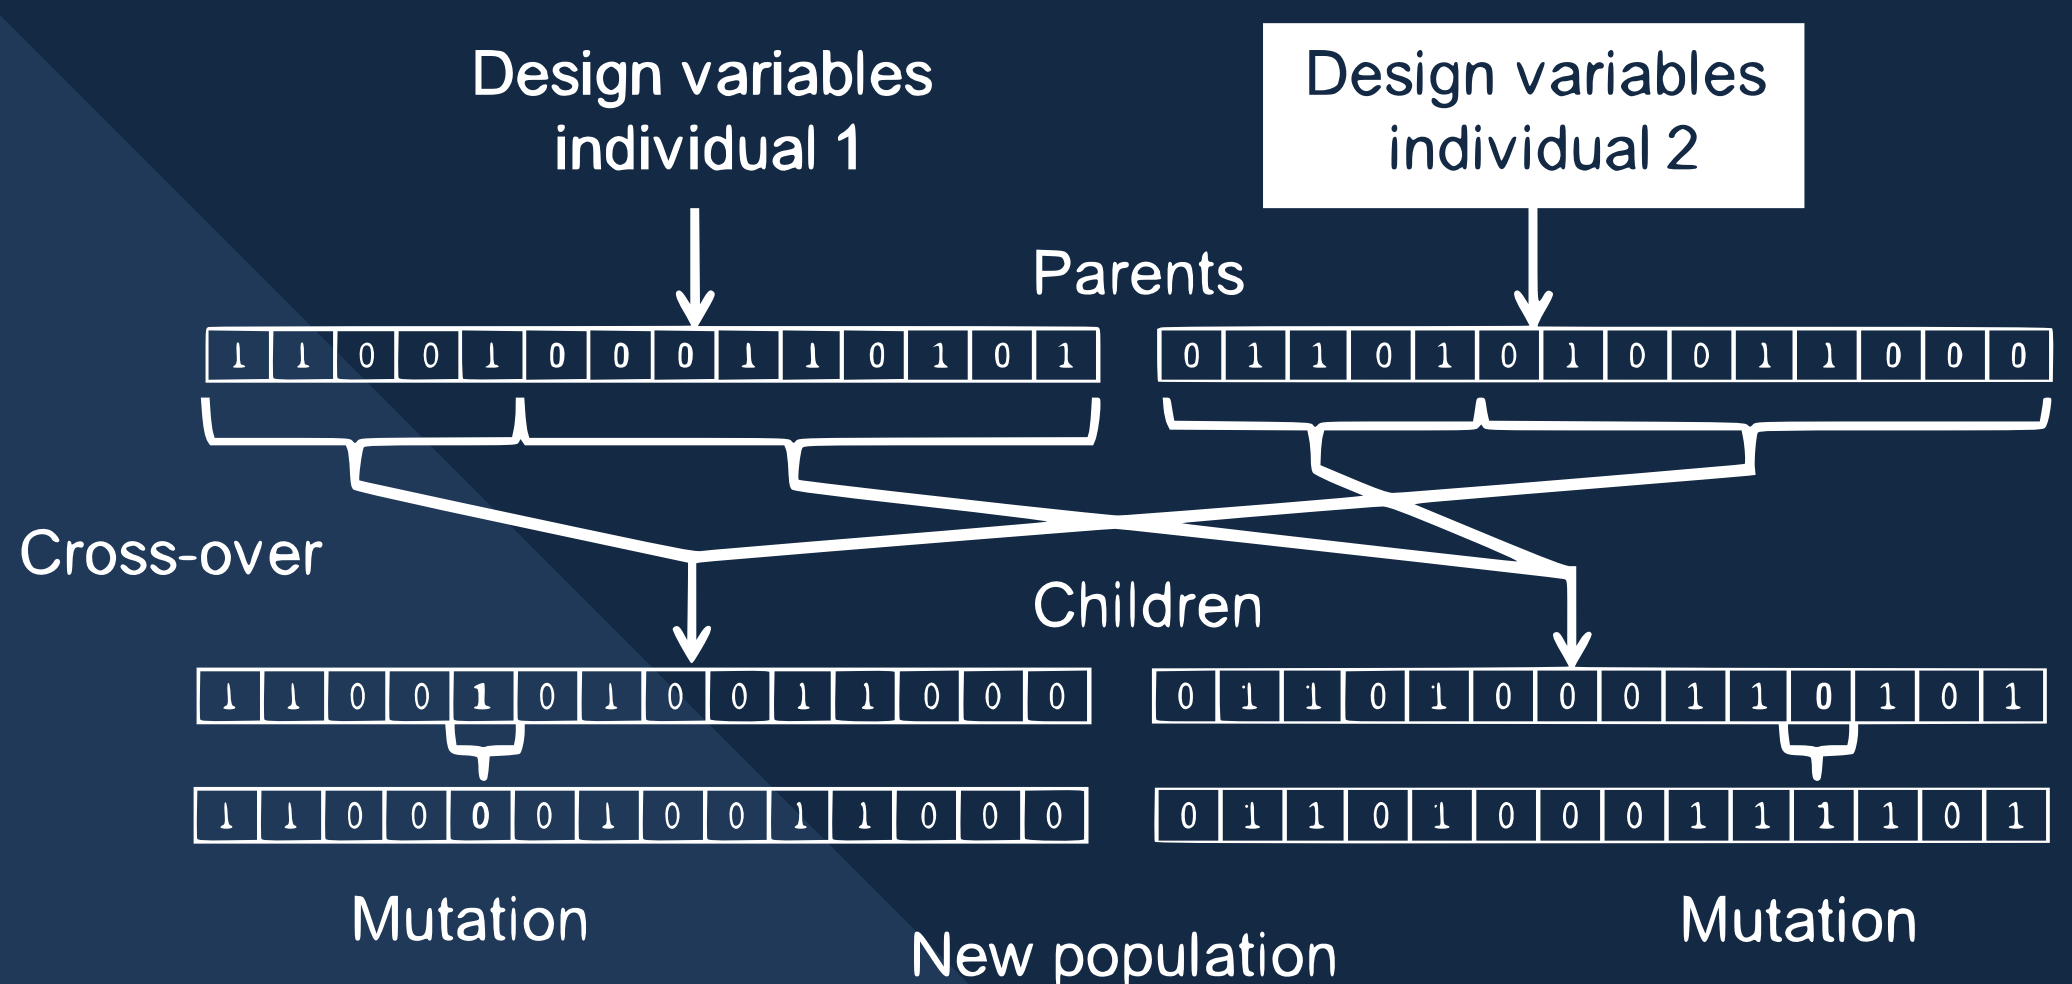 Design variables
individual 1
Design variables
individual 2
Parents
1 1 0 0 1 0 0 0 1 1 0 1 0 1
0 1 1 0 1 0 1 0 0 1 1 0 0 0
Cross-over
Children
1 1 0 0 1 0 1 0 0 1 1 0 0 0
0 1 1 0 1 0 0 0 1 1 0 1 0 1
1 1 0 0 0 0 1 0 0 1 1 0 0 0
0 1 1 0 1 0 0 0 1 1 1 1 0 1
Mutation
Mutation
New population